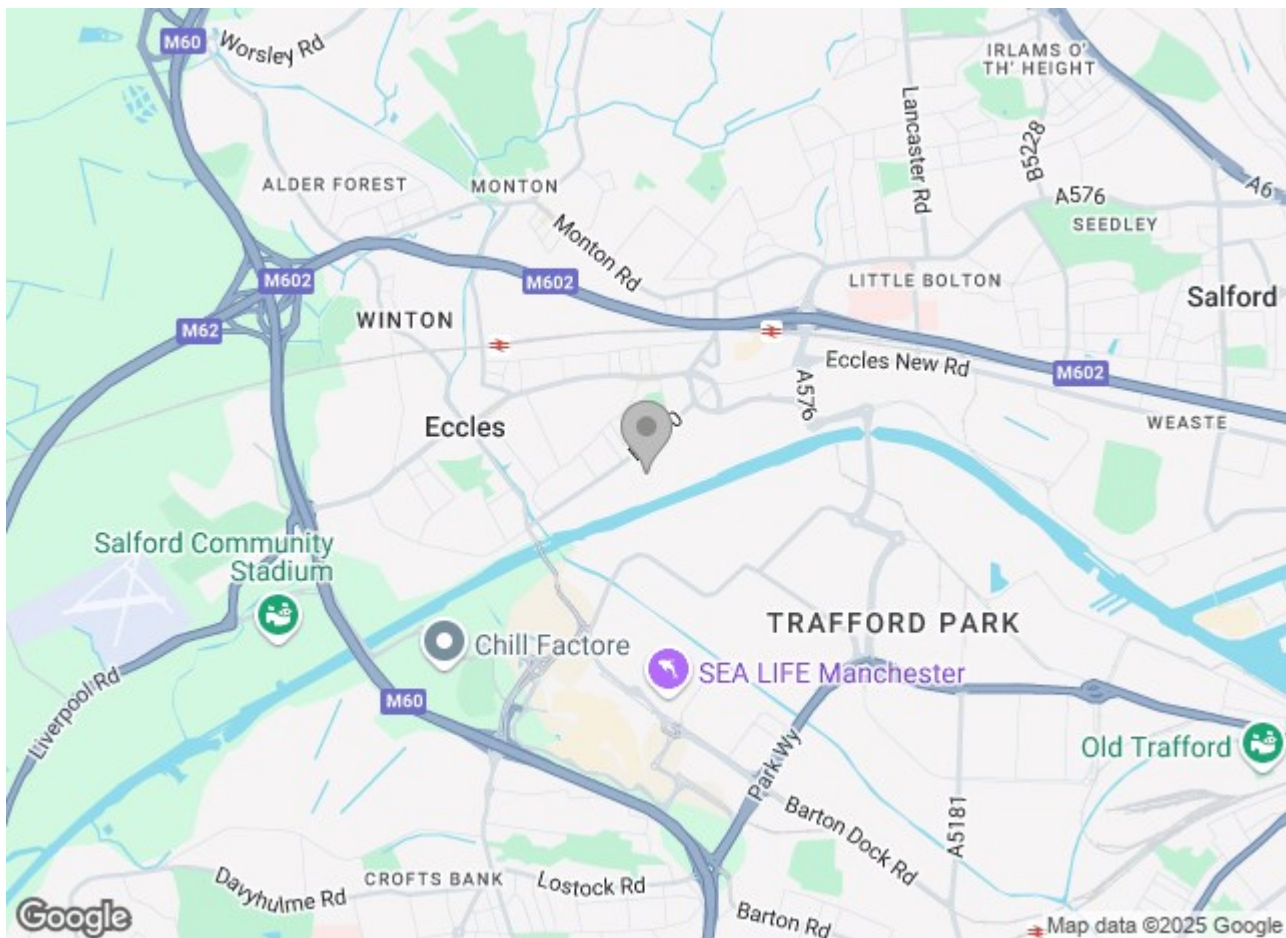 M60
Worsley Rd
IRLAMS O'
TH' HEIGHT
Lancaster Rd
B5228
A6
ALDER FOREST
MONTON
A576
SEEDLEY
Monton Rd
M602
M602
LITTLE BOLTON
Salford
M62
WINTON
Eccles New Rd
M602
A576
Eccles
WEASTE
Salford Community
Stadium
TRAFFORD PARK
Chill Factore
SEA LIFE Manchester
Liverpool Rd
M60
Park Wy
Old Trafford
Barton Dock Rd
A5181
Davyhulme Rd
CROFTS BANK
Lostock Rd
Barton Rd
Google
Map data ©2025 Google